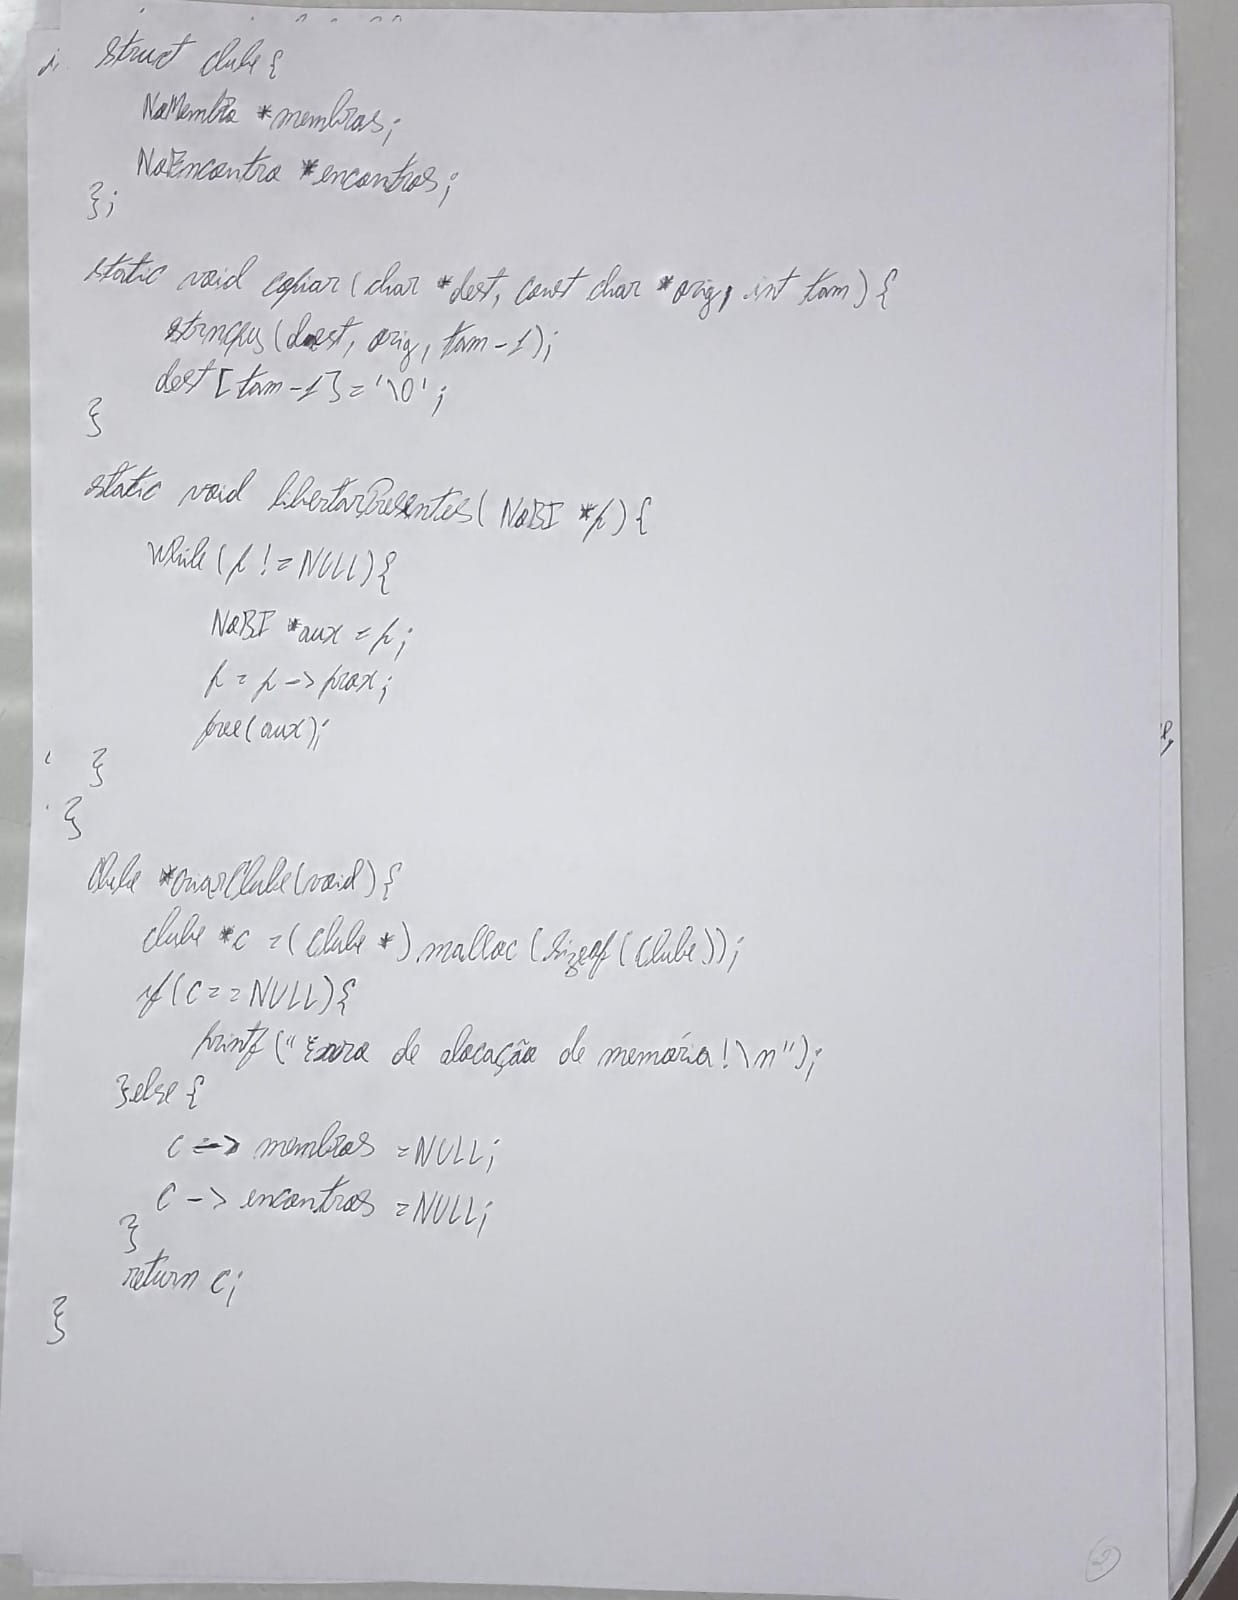 struct clube {
NoMembro *membros;
NoEncontro *encontros;
};
static void copiar (char *dest, const char *orig, int tam) {
strncpy (dest, orig, tam-1);
dest [tam-1] = '\0';
}
static void libertarPresentes ( NoBI *p) {
while (p != NULL) {
NoBI *aux = p;
p = p -> prox;
free (aux);
}
}
Clube *criarClube (void) {
Clube *c = (Clube *) malloc (sizeof (Clube));
if (c == NULL) {
printf ("Erro de alocação de memória! \n");
} else {
c -> membros = NULL;
c -> encontros = NULL;
}
return c;
}
2